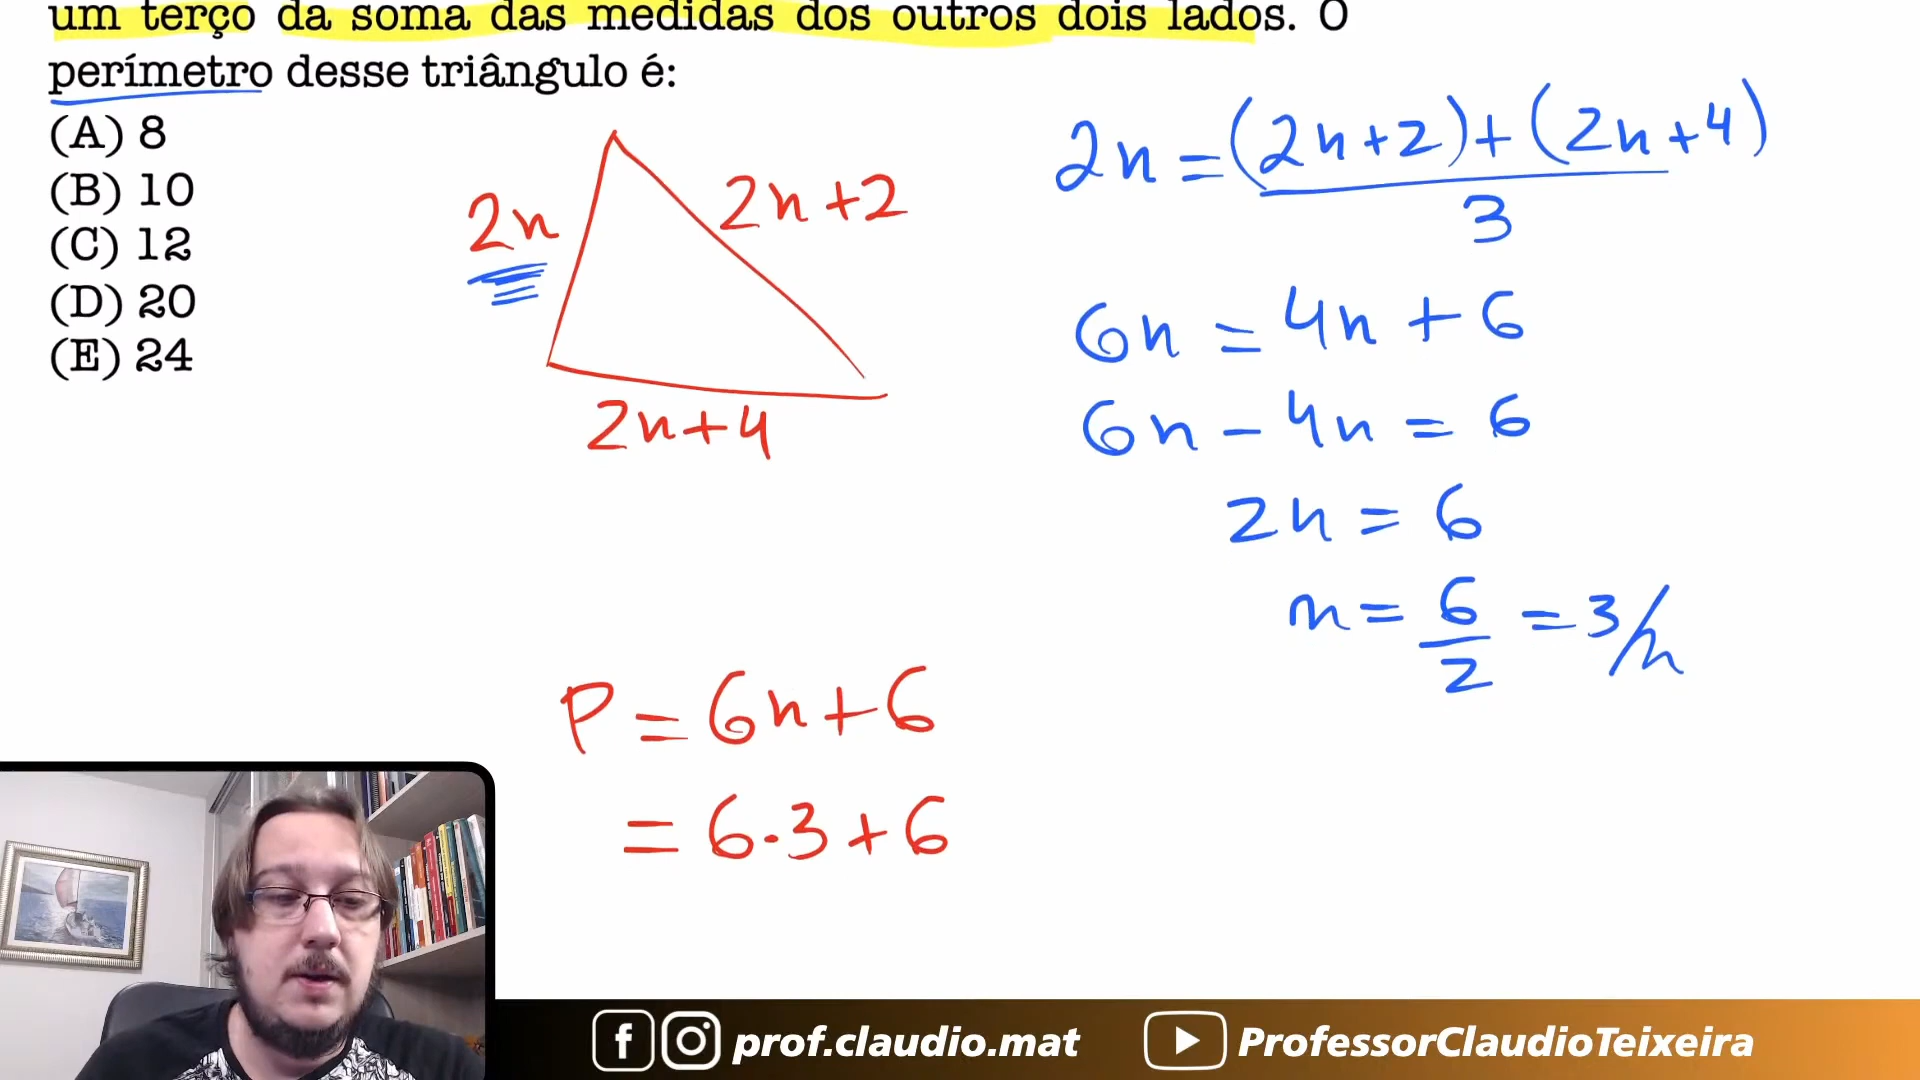 um terço da soma das medidas dos outros dois lados. O
perímetro desse triângulo é:
(A) 8
(B) 10
(C) 12
(D) 20
(E) 24
2n
2n+2
2n+4
2n = (2n+2)+(2n+4)
3
6n = 4n + 6
6n - 4n = 6
2n = 6
n = 6 = 3//
2
P = 6n+6
= 6·3+6
prof.claudio.mat
ProfessorClaudioTeixeira